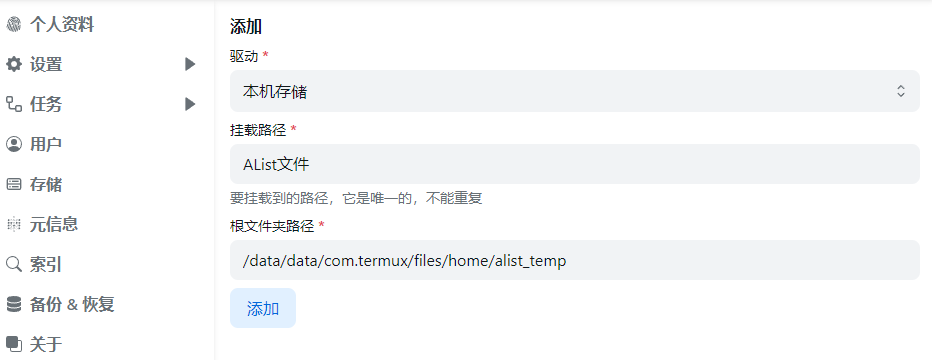 个人资料
设置
任务
用户
存储
元信息
索引
备份 & 恢复
关于
添加
驱动 *
本机存储
挂载路径 *
AList文件
要挂载到的路径，它是唯一的，不能重复
根文件夹路径 *
/data/data/com.termux/files/home/alist_temp
添加